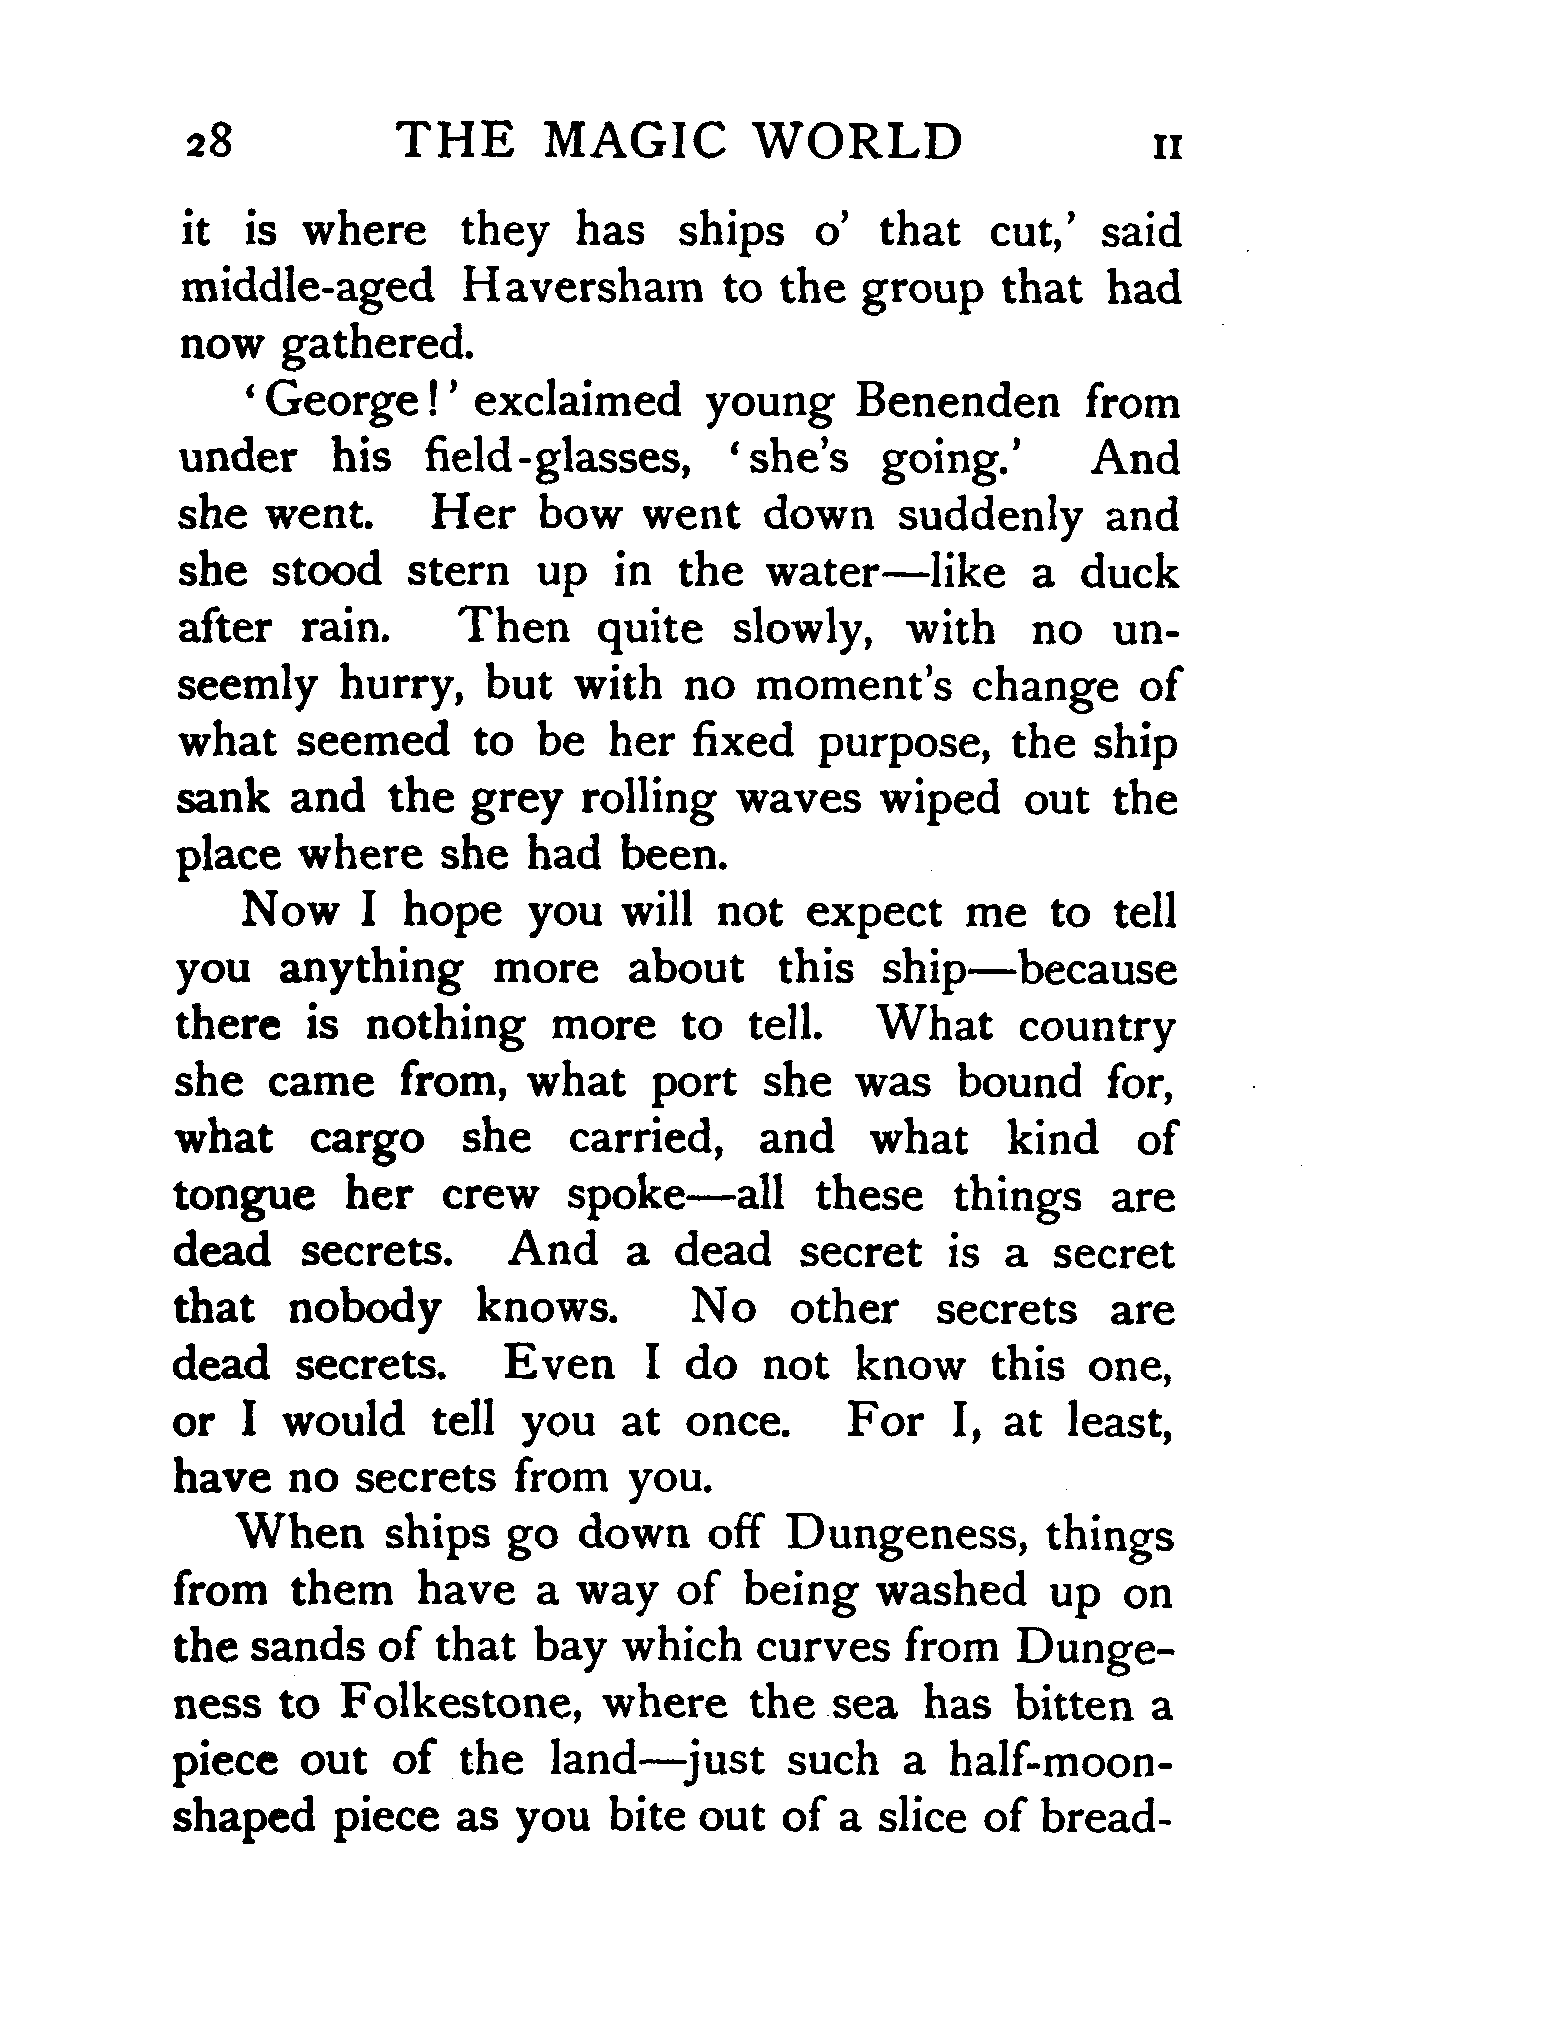 28 THE MAGIC WORLD II
it is where they has ships o' that cut,' said
middle-aged Haversham to the group that had
now gathered.
'George!' exclaimed young Benenden from
under his field-glasses, 'she's going.' And
she went. Her bow went down suddenly and
she stood stern up in the water—like a duck
after rain. Then quite slowly, with no un-
seemly hurry, but with no moment's change of
what seemed to be her fixed purpose, the ship
sank and the grey rolling waves wiped out the
place where she had been.
Now I hope you will not expect me to tell
you anything more about this ship—because
there is nothing more to tell. What country
she came from, what port she was bound for,
what cargo she carried, and what kind of
tongue her crew spoke—all these things are
dead secrets. And a dead secret is a secret
that nobody knows. No other secrets are
dead secrets. Even I do not know this one,
or I would tell you at once. For I, at least,
have no secrets from you.
When ships go down off Dungeness, things
from them have a way of being washed up on
the sands of that bay which curves from Dunge-
ness to Folkestone, where the sea has bitten a
piece out of the land—just such a half-moon-
shaped piece as you bite out of a slice of bread-